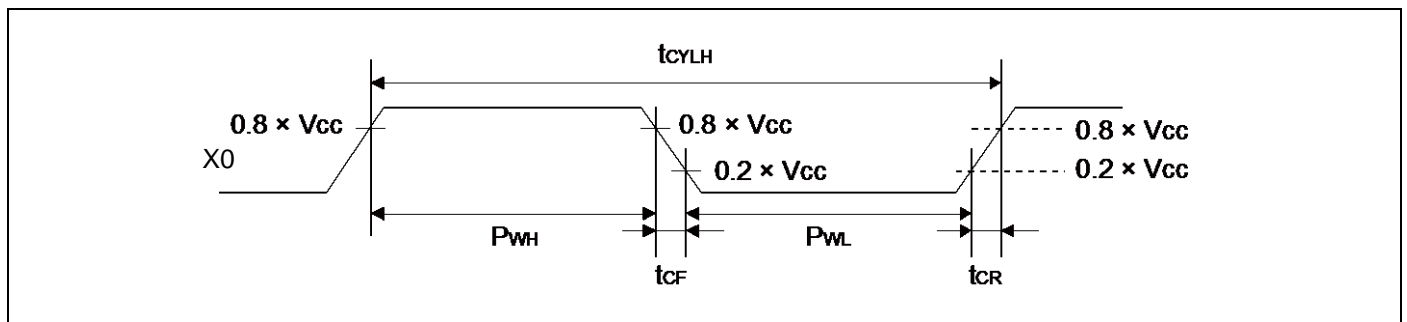 tCYLH
0.8 × VCC
0.8 × VCC
0.8 × VCC
X0
0.2 × VCC
0.2 × VCC
PWH
PWL
tCF
tCR